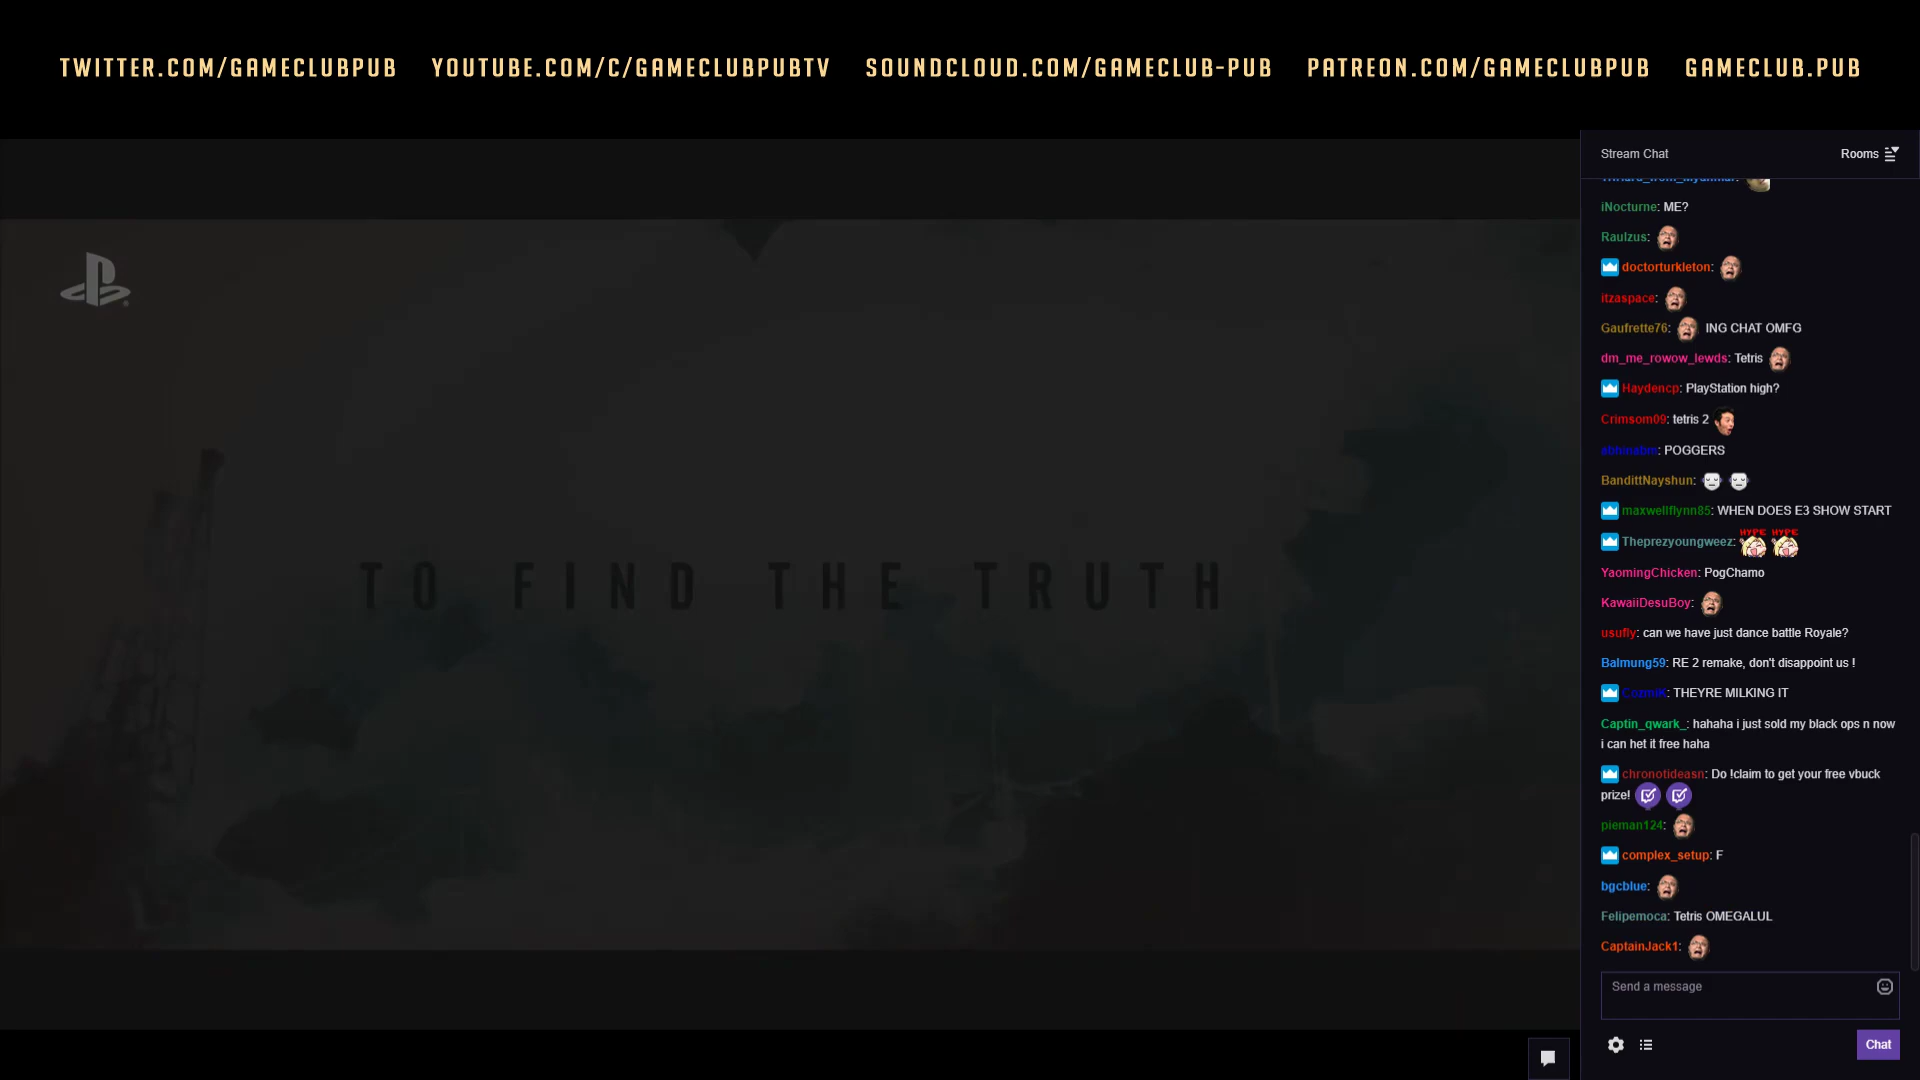 TWITTER.COM/GAMECLUBPUB YOUTUBE.COM/C/GAMECLUBPUBTV SOUNDCLOUD.COM/GAMECLUB-PUB PATREON.COM/GAMECLUBPUB GAMECLUB.PUB
TO FIND THE TRUTH
Stream Chat Rooms
iNocturne: ME?
Raulzus:
doctorturkleton:
itzaspace:
Gaufrette76: ING CHAT OMFG
dm_me_rowow_lewds: Tetris
Haydencp: PlayStation high?
Crimsom09: tetris 2
abhinabm: POGGERS
BandittNayshun:
maxwellflynn85: WHEN DOES E3 SHOW START
Theprezyoungweez: HYPE HYPE
YaomingChicken: PogChamo
KawaiiDesuBoy:
usufly: can we have just dance battle Royale?
Balmung59: RE 2 remake, don't disappoint us !
CozmiK: THEYRE MILKING IT
Captin_qwark_: hahaha i just sold my black ops n now
i can het it free haha
chronotideasn: Do !claim to get your free vbuck
prize!
pieman124:
complex_setup: F
bgcblue:
Felipemoca: Tetris OMEGALUL
CaptainJack1:
Send a message
Chat